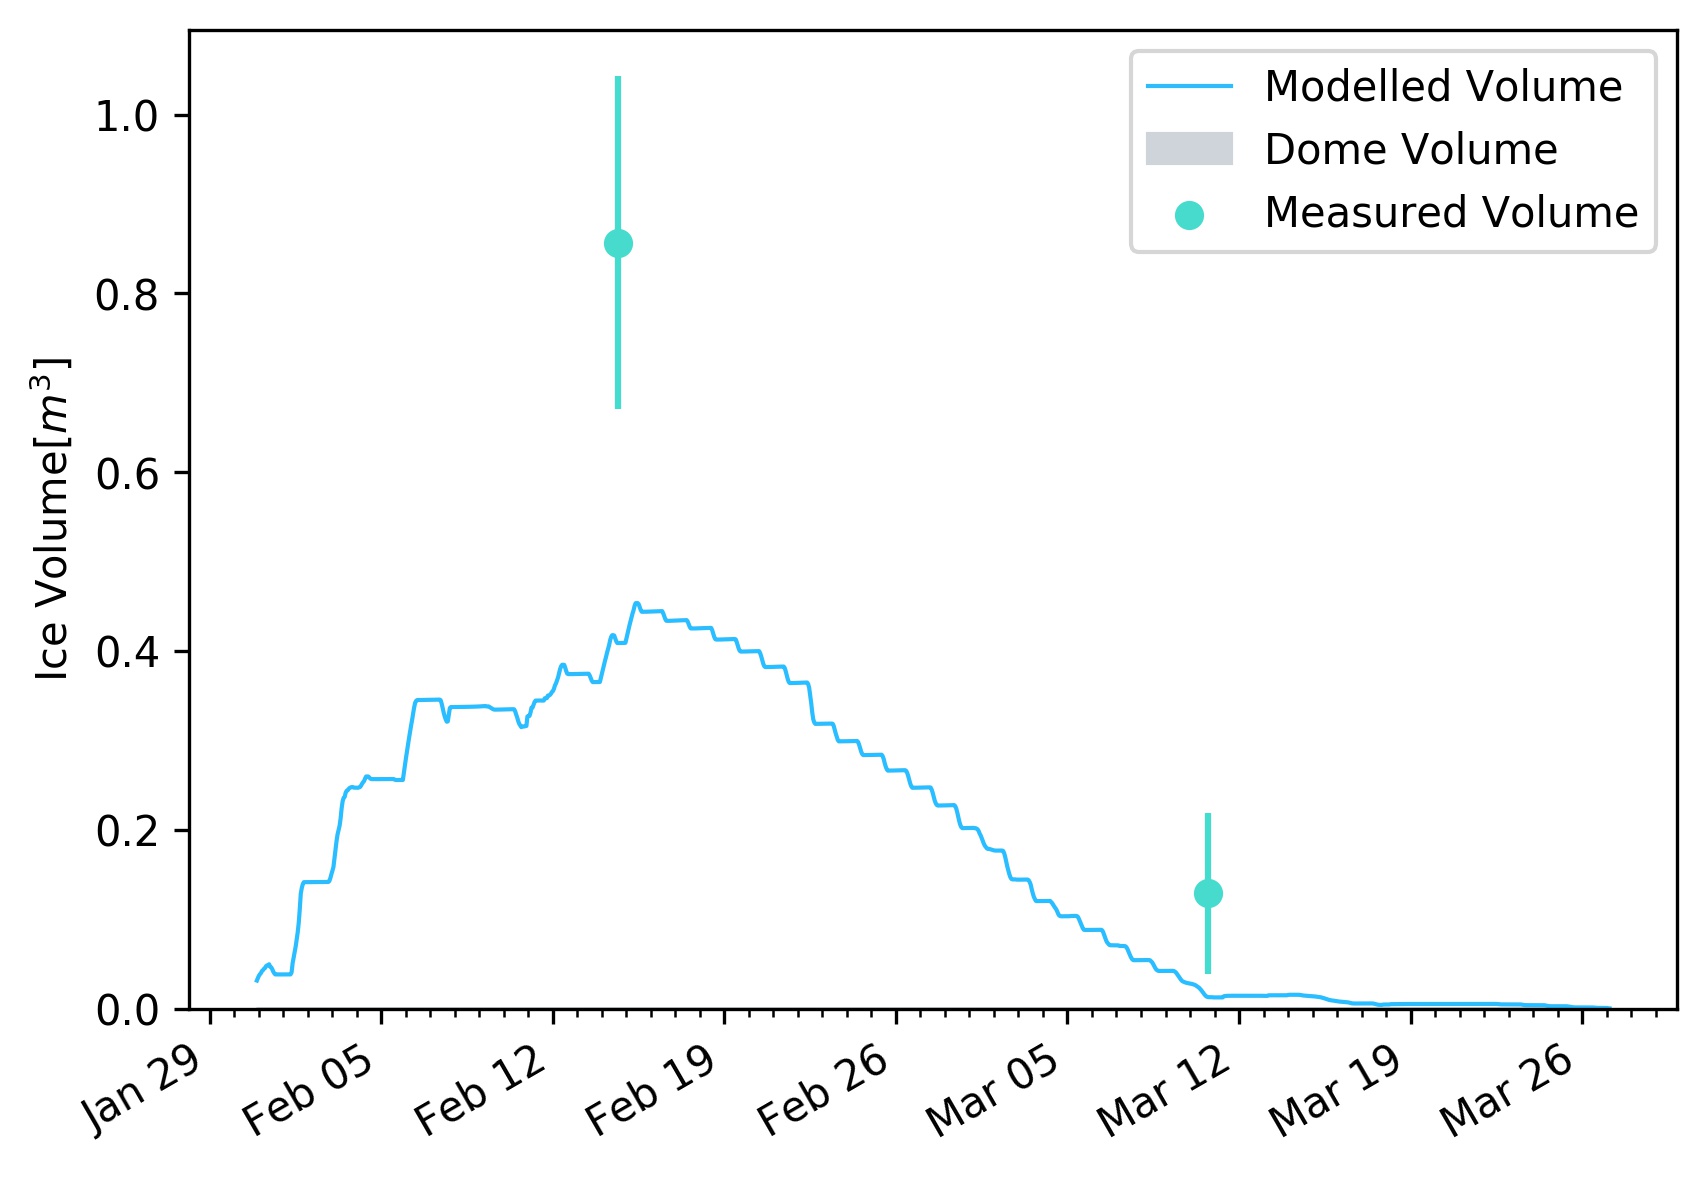 Modelled Volume
Dome Volume
Measured Volume
Ice Volume[m³]
1.0
0.8
0.6
0.4
0.2
0.0
Jan 29
Feb 05
Feb 12
Feb 19
Feb 26
Mar 05
Mar 12
Mar 19
Mar 26